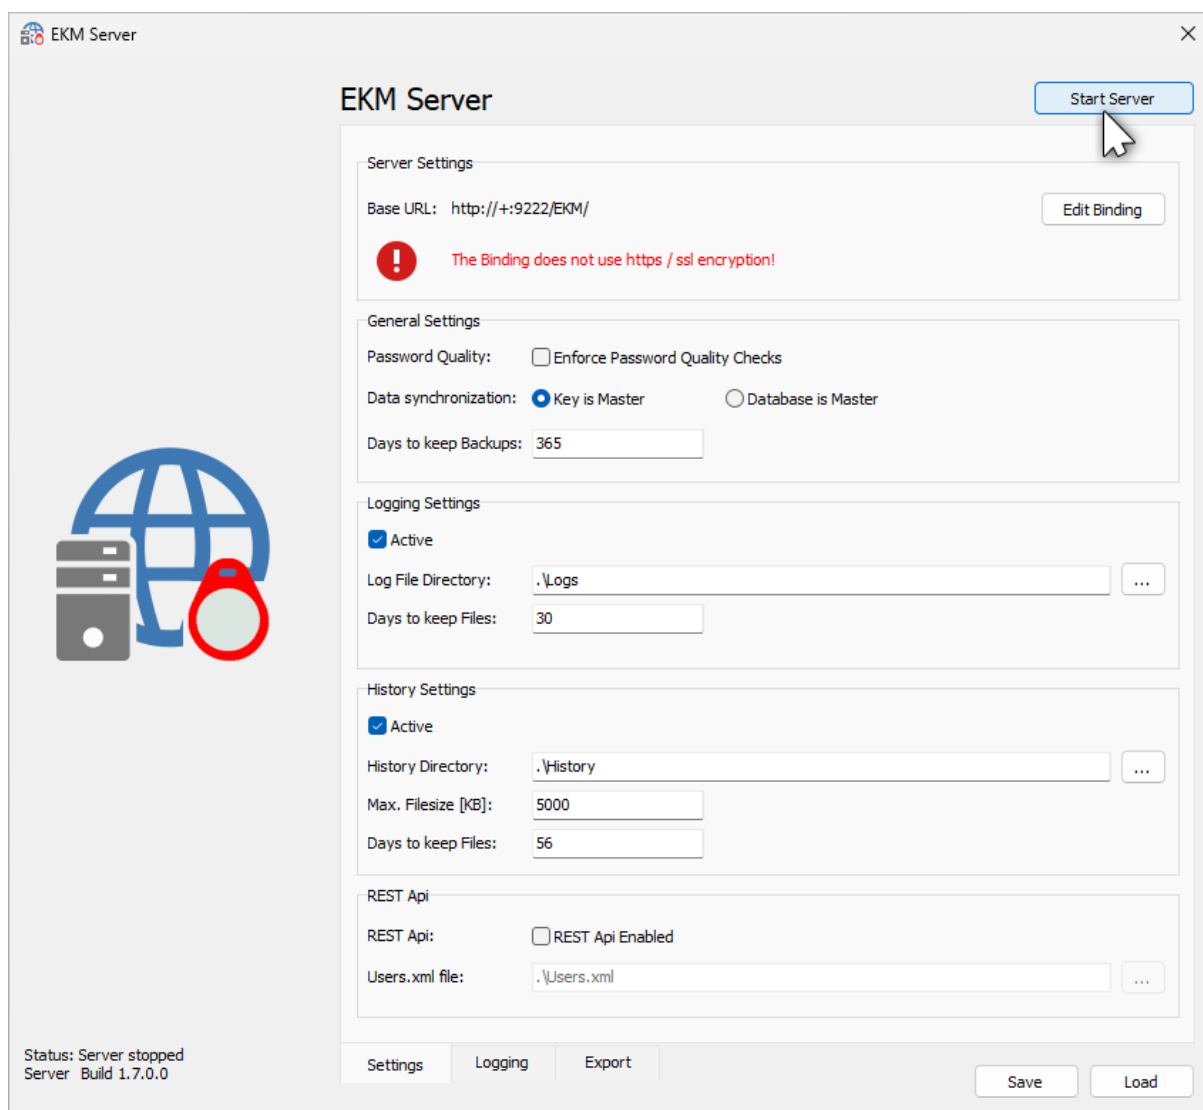 EKM Server
EKM Server
Start Server
Server Settings
Base URL: http://+:9222/EKM/
Edit Binding
The Binding does not use https / ssl encryption!
General Settings
Password Quality: Enforce Password Quality Checks
Data synchronization: Key is Master Database is Master
Days to keep Backups: 365
Logging Settings
Active
Log File Directory: .\Logs ...
Days to keep Files: 30
History Settings
Active
History Directory: .\History ...
Max. Filesize [KB]: 5000
Days to keep Files: 56
REST Api
REST Api: REST Api Enabled
Users.xml file: .\Users.xml ...
Status: Server stopped
Server Build 1.7.0.0
Settings Logging Export
Save Load